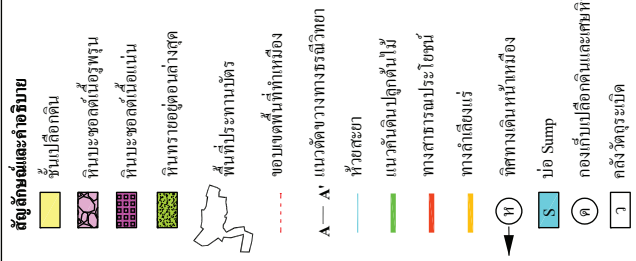 สัญลักษณ์และคำอธิบาย
ชั้นเปลือกดิน
หินบะซอลต์เนื้อรูพรุน
หินบะซอลต์เนื้อแน่น
หินทรายอยู่ตอนล่างสุด
พื้นที่ประทานบัตร
ขอบเขตพื้นที่ทำเหมือง
A — A' แนวตัดขวางทางธรณีวิทยา
ห้วยสะยา
แนวคันดินปลูกต้นไม้
ทางสาธารณประโยชน์
ทางลำเลียงแร่
ห ทิศทางเดินหน้าเหมือง
S บ่อ Sump
ด กองเก็บเปลือกดินและเศษหิ
ว คลังวัตถุระเบิด